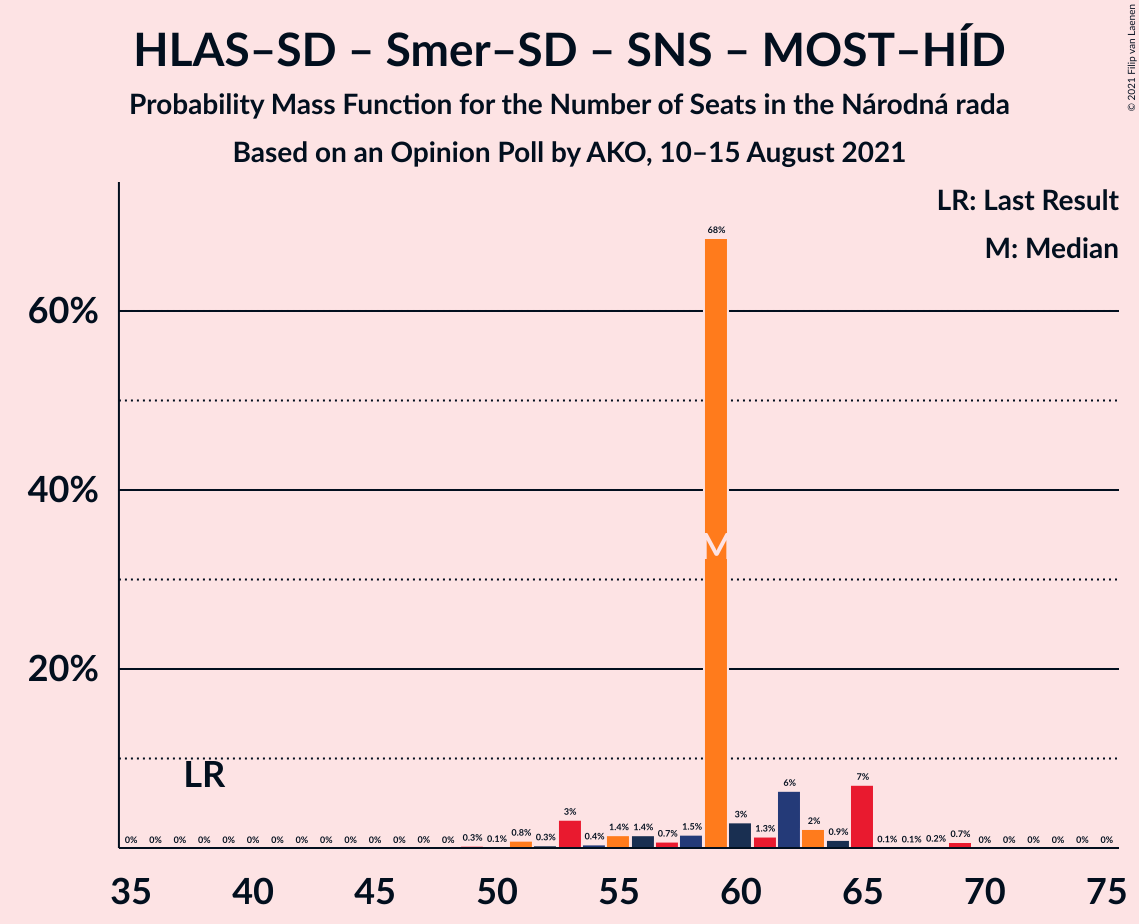 HLAS–SD – Smer–SD – SNS – MOST–HÍD
Probability Mass Function for the Number of Seats in the Národná rada
Based on an Opinion Poll by AKO, 10–15 August 2021
© 2021 Filip van Laenen
LR: Last Result
M: Median
68%
60%
M
40%
20%
LR
0% 0% 0% 0% 0% 0% 0% 0% 0% 0% 0% 0% 0% 0% 0.3% 0.1% 0.8% 0.3% 3% 0.4% 1.4% 1.4% 0.7% 1.5% 3% 1.3% 6% 2% 0.9% 7% 0.1% 0.1% 0.2% 0.7% 0% 0% 0% 0% 0% 0%
35 40 45 50 55 60 65 70 75